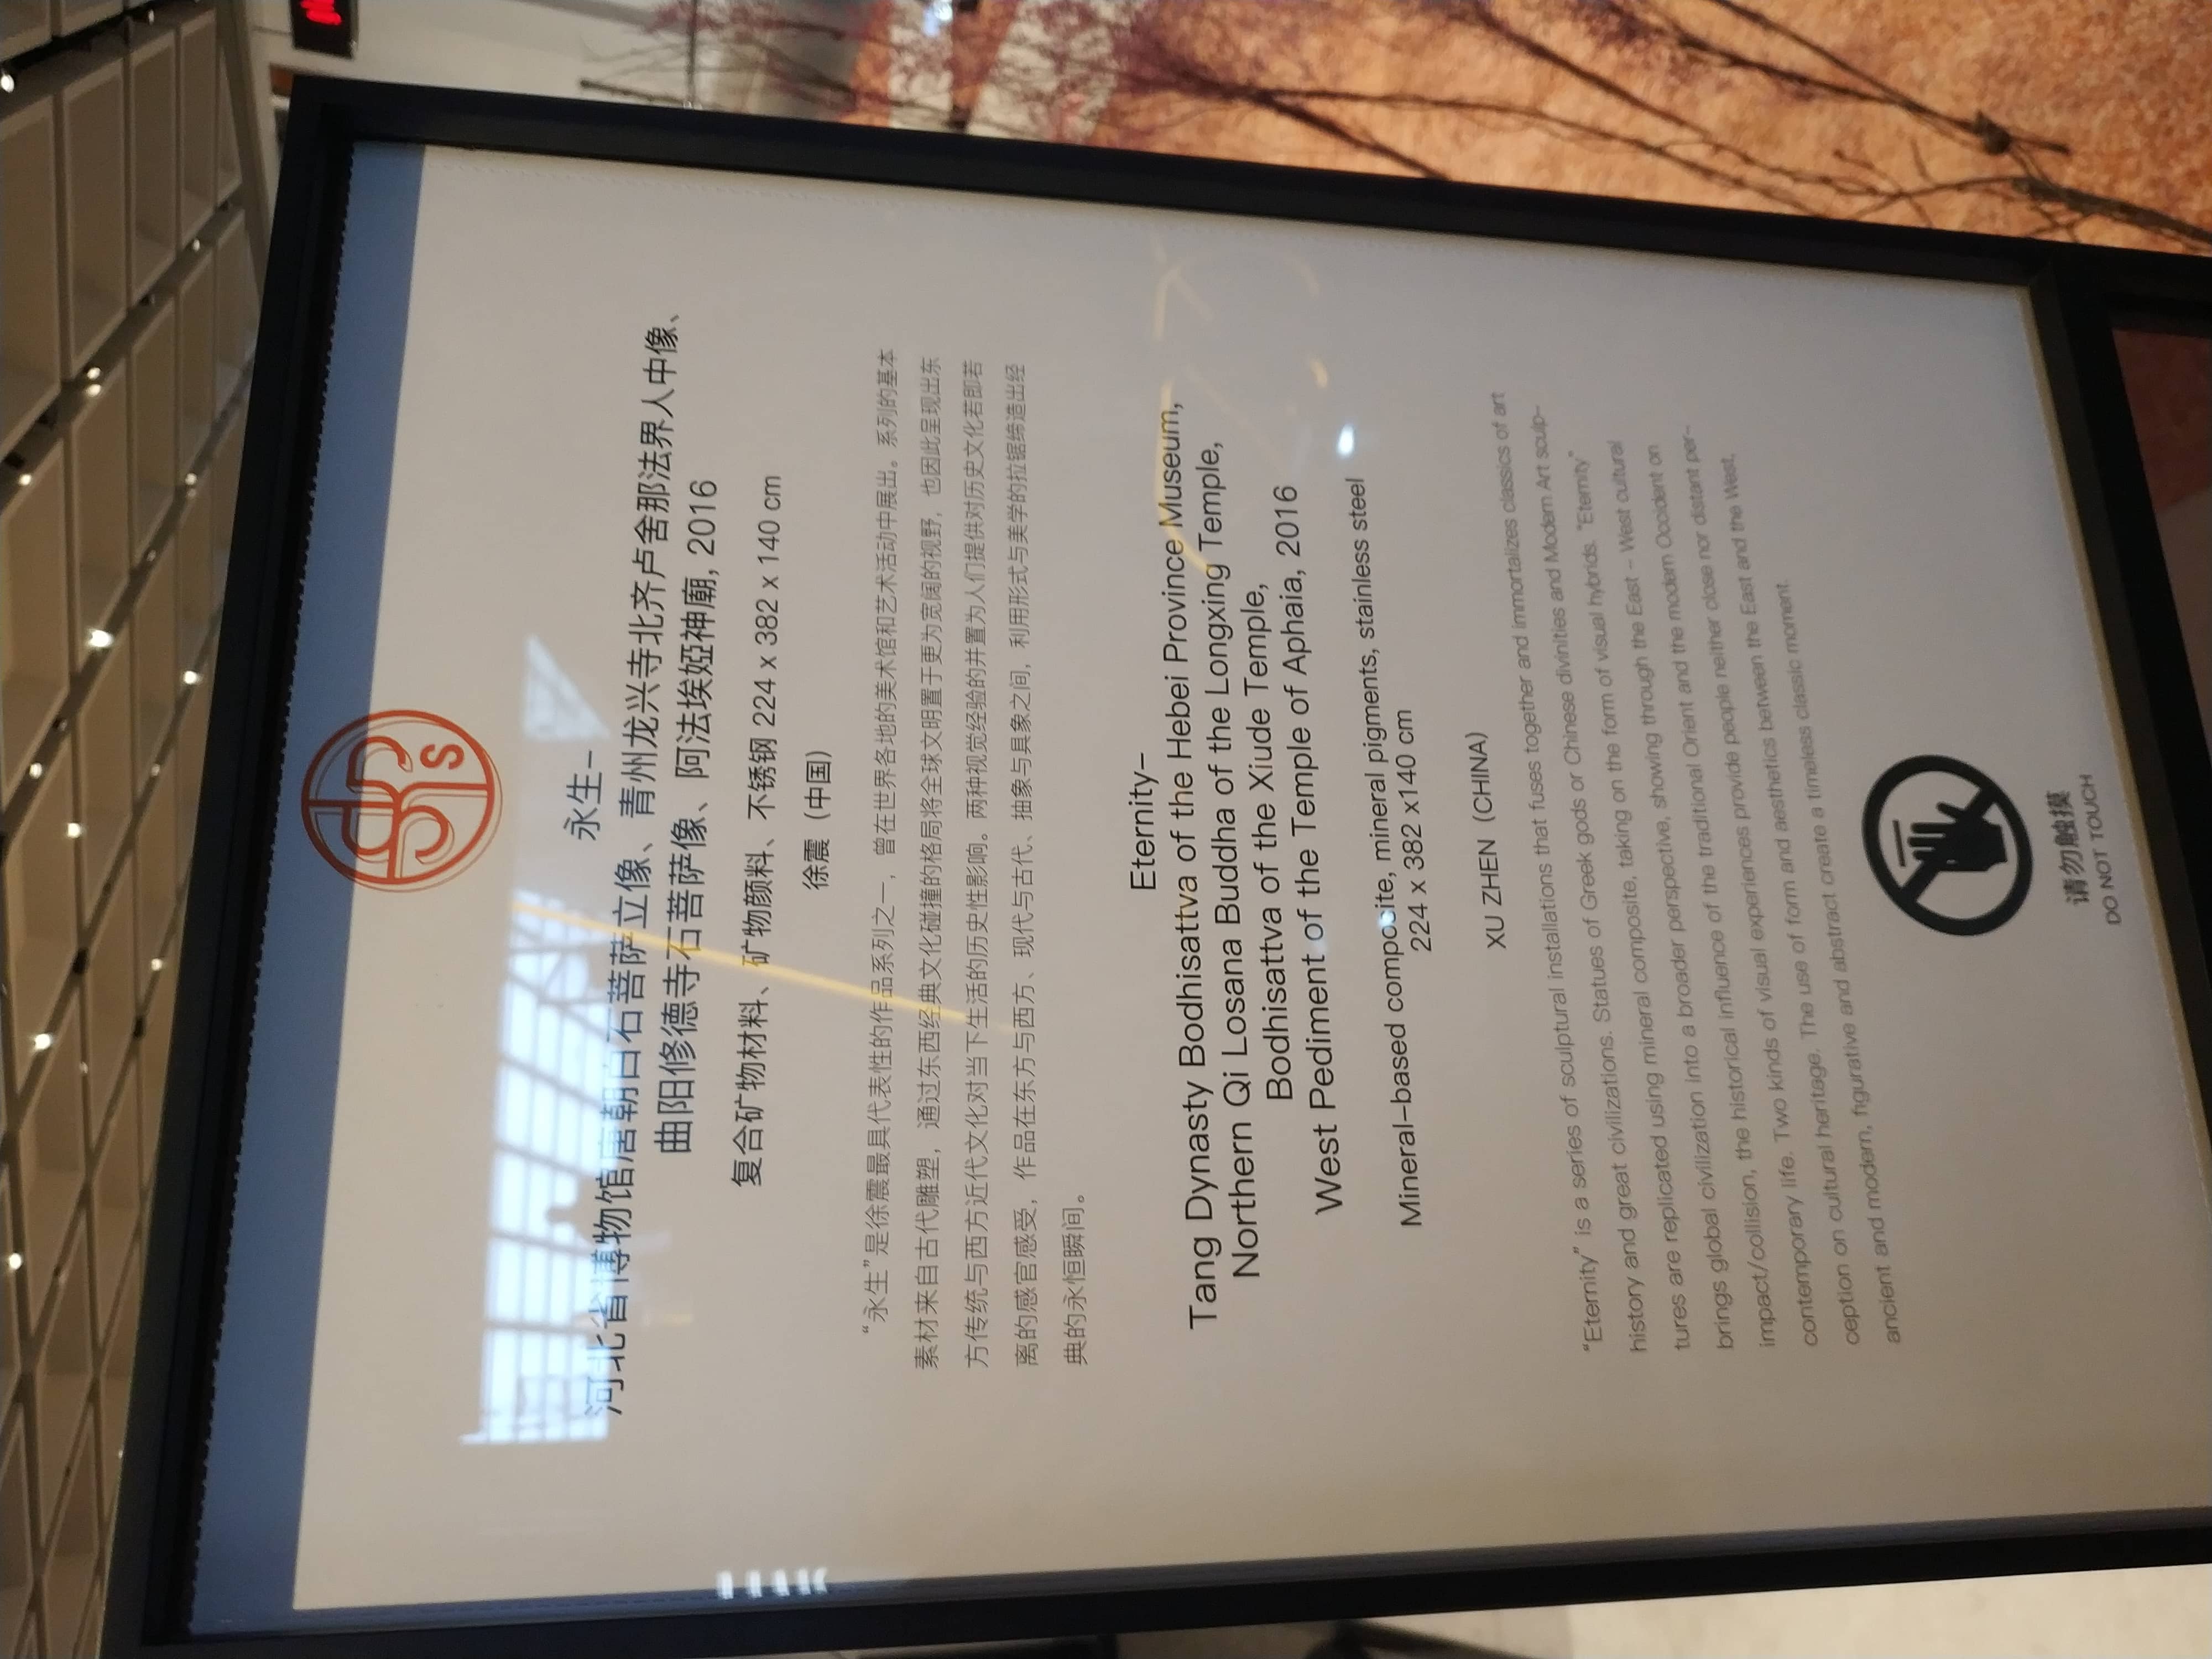 SKP
S
永生–
河北省博物馆唐朝白石菩萨立像、青州龙兴寺北齐卢舍那法界人中像、
曲阳修德寺石菩萨像、阿法埃婭神廟, 2016
复合矿物材料、矿物颜料、不锈钢 224 x 382 x 140 cm
徐震（中国）
“永生”是徐震最具代表性的作品系列之一，曾在世界各地的美术馆和艺术活动中展出。系列的基本
素材来自古代雕塑，通过东西经典文化碰撞的格局将全球文明置于更为宽阔的视野，也因此呈现出东
方传统与西方近代文化对当下生活的历史性影响。两种视觉经验的并置为人们提供对历史文化若即若
离的感官感受，作品在东方与西方、现代与古代、抽象与具象之间，利用形式与美学的拉锯缔造出经
典的永恒瞬间。
Eternity–
Tang Dynasty Bodhisattva of the Hebei Province Museum,
Northern Qi Losana Buddha of the Longxing Temple,
Bodhisattva of the Xiude Temple,
West Pediment of the Temple of Aphaia, 2016
Mineral–based composite, mineral pigments, stainless steel
224 x 382 x140 cm
XU ZHEN（CHINA）
“Eternity” is a series of sculptural installations that fuses together and immortalizes classics of art
history and great civilizations. Statues of Greek gods or Chinese divinities and Modern Art sculp–
tures are replicated using mineral composite, taking on the form of visual hybrids. “Eternity”
brings global civilization into a broader perspective, showing through the East – West cultural
impact/collision, the historical influence of the traditional Orient and the modern Occident on
contemporary life. Two kinds of visual experiences provide people neither close nor distant per–
ception on cultural heritage. The use of form and aesthetics between the East and the West,
ancient and modern, figurative and abstract create a timeless classic moment.
请勿触摸
DO NOT TOUCH